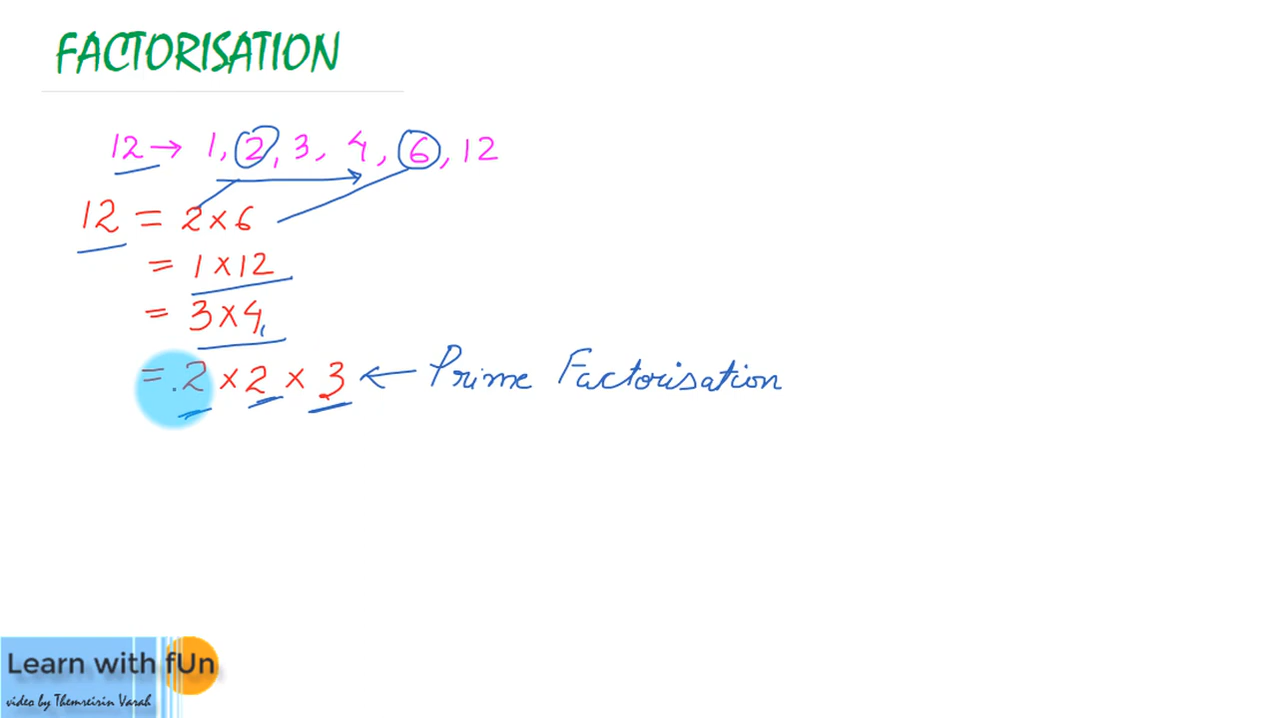 FACTORISATION
12 → 1, 2, 3, 4, 6, 12
12 = 2 × 6
= 1 × 12
= 3 × 4,
= 2 × 2 × 3 ← Prime Factorisation
Learn with fUn
video by Themreirin Varah